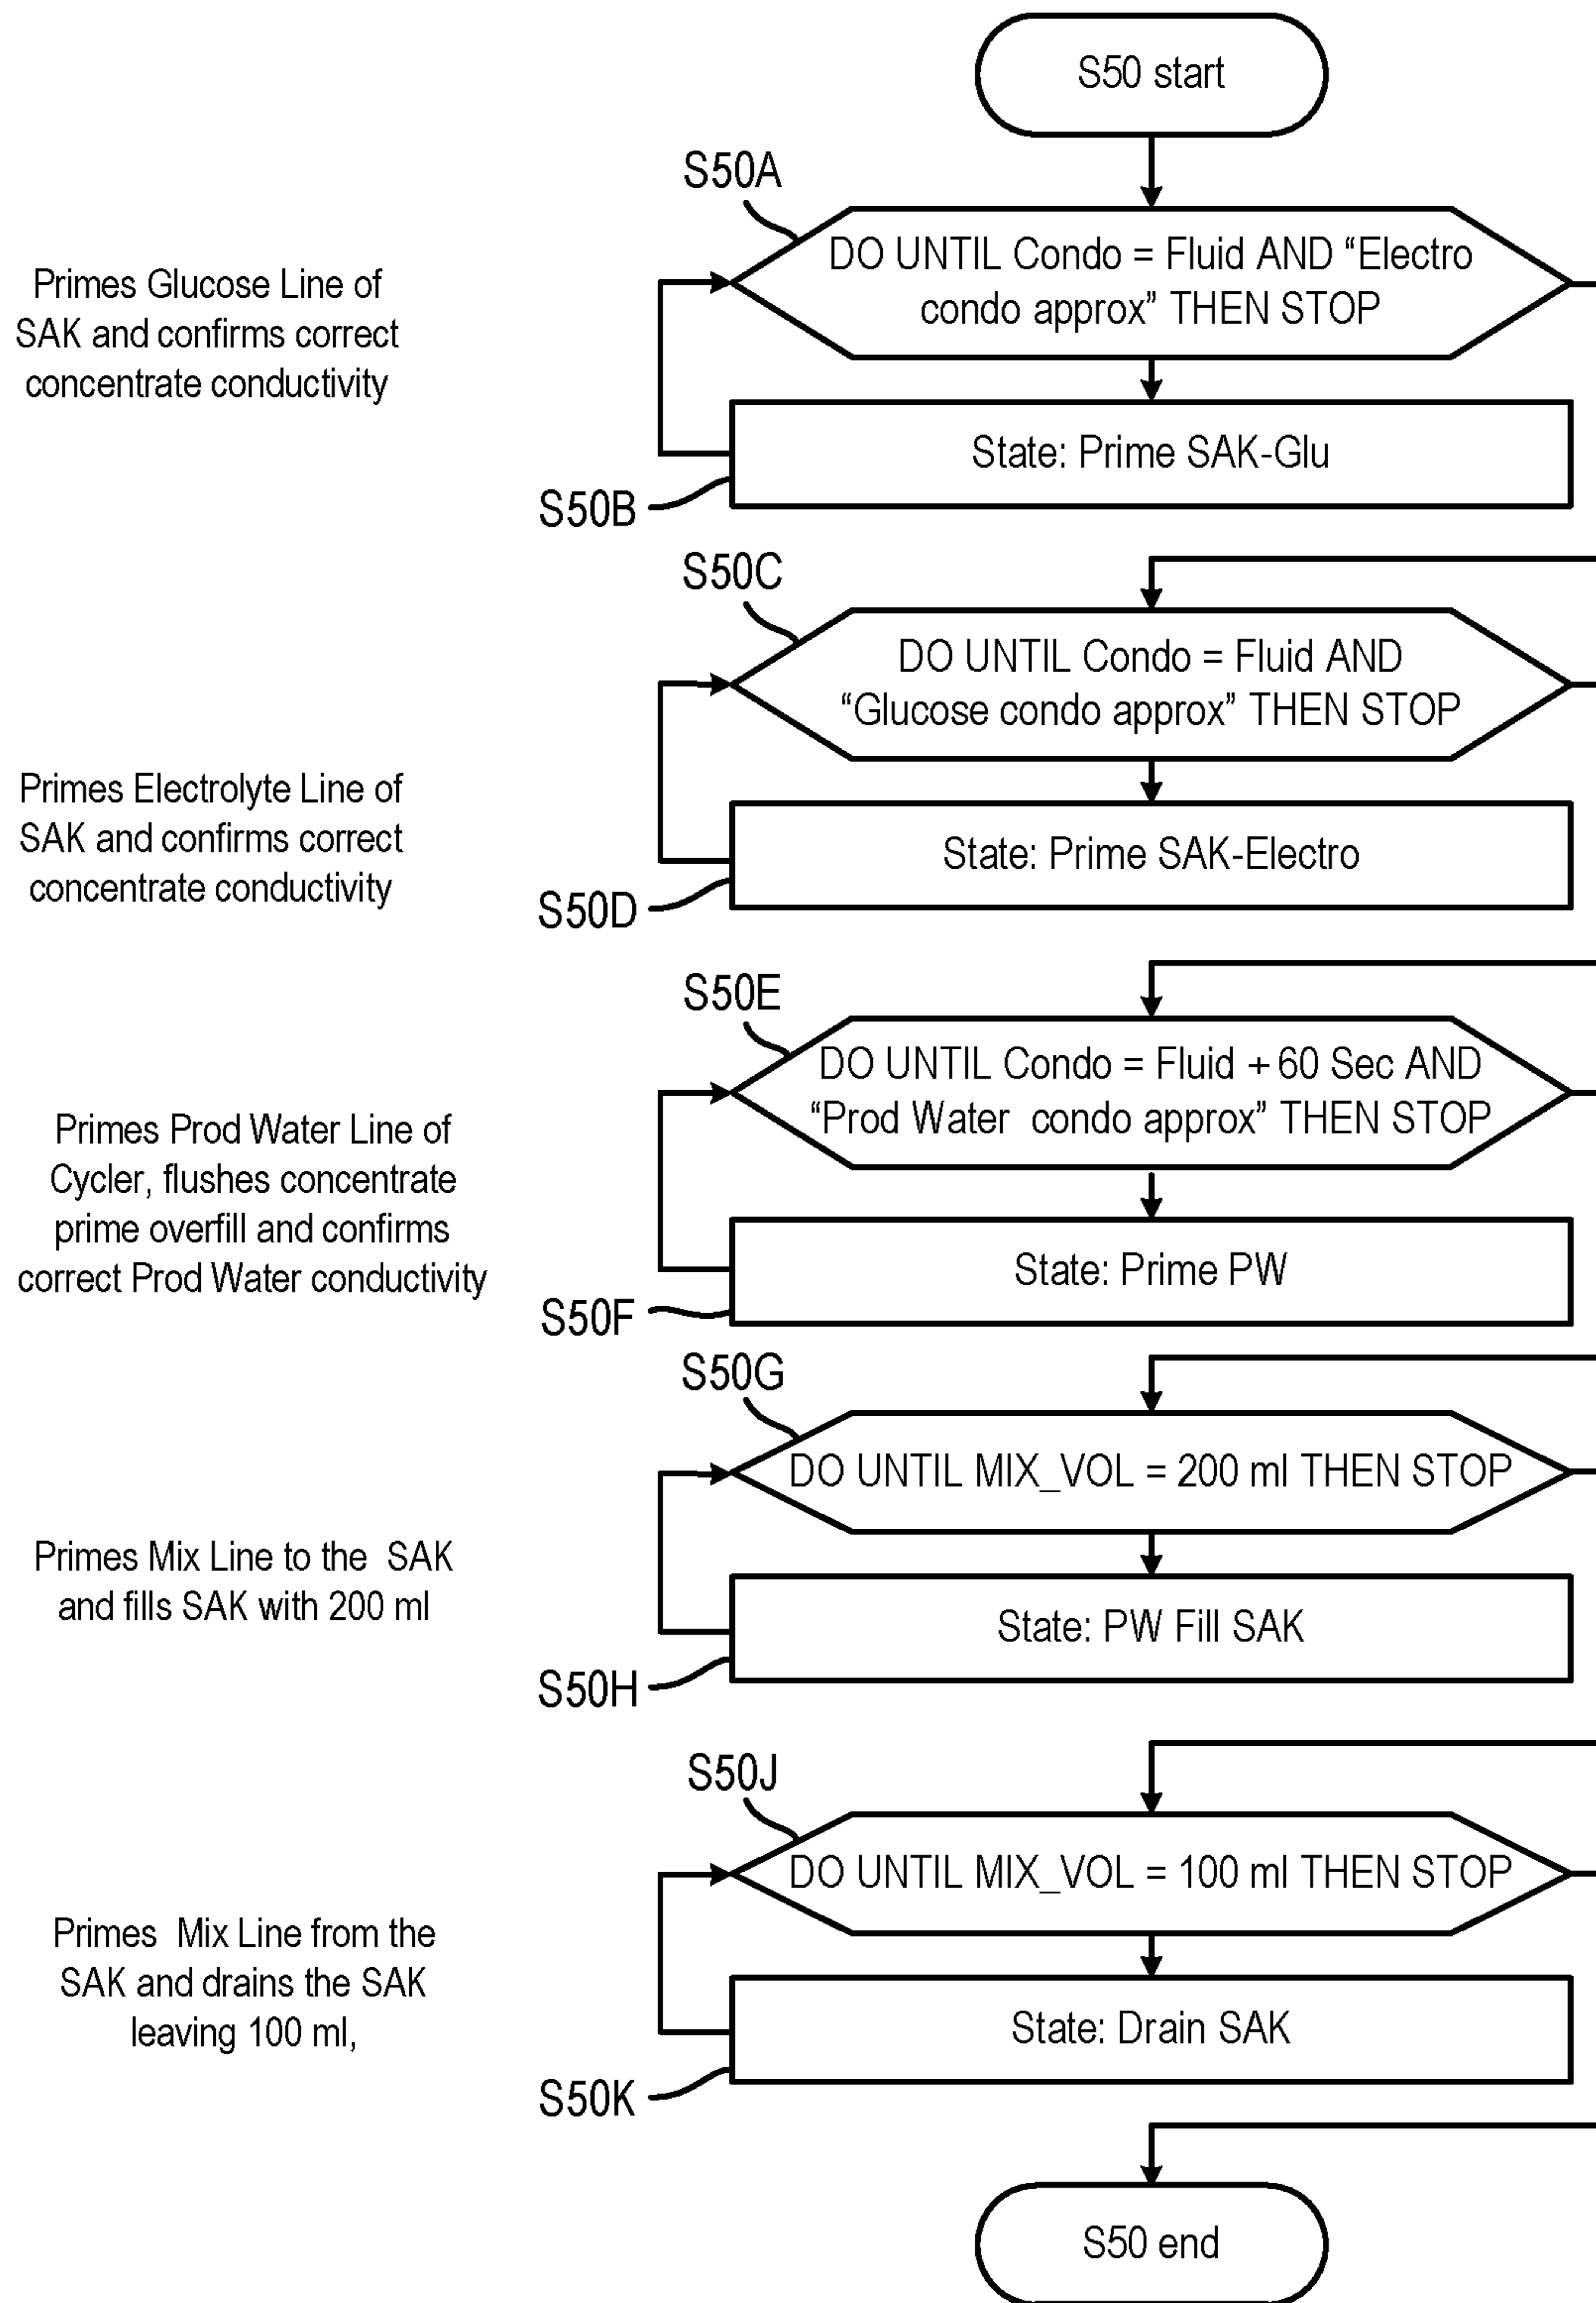 S50 start
S50A
DO UNTIL Condo = Fluid AND “Electro
condo approx” THEN STOP
Primes Glucose Line of
SAK and confirms correct
concentrate conductivity
State: Prime SAK-Glu
S50B
S50C
DO UNTIL Condo = Fluid AND
“Glucose condo approx” THEN STOP
Primes Electrolyte Line of
SAK and confirms correct
concentrate conductivity
State: Prime SAK-Electro
S50D
S50E
DO UNTIL Condo = Fluid + 60 Sec AND
“Prod Water  condo approx” THEN STOP
Primes Prod Water Line of
Cycler, flushes concentrate
prime overfill and confirms
correct Prod Water conductivity
State: Prime PW
S50F
S50G
DO UNTIL MIX_VOL = 200 ml THEN STOP
Primes Mix Line to the  SAK
and fills SAK with 200 ml
State: PW Fill SAK
S50H
S50J
DO UNTIL MIX_VOL = 100 ml THEN STOP
Primes  Mix Line from the
SAK and drains the SAK
leaving 100 ml,
State: Drain SAK
S50K
S50 end